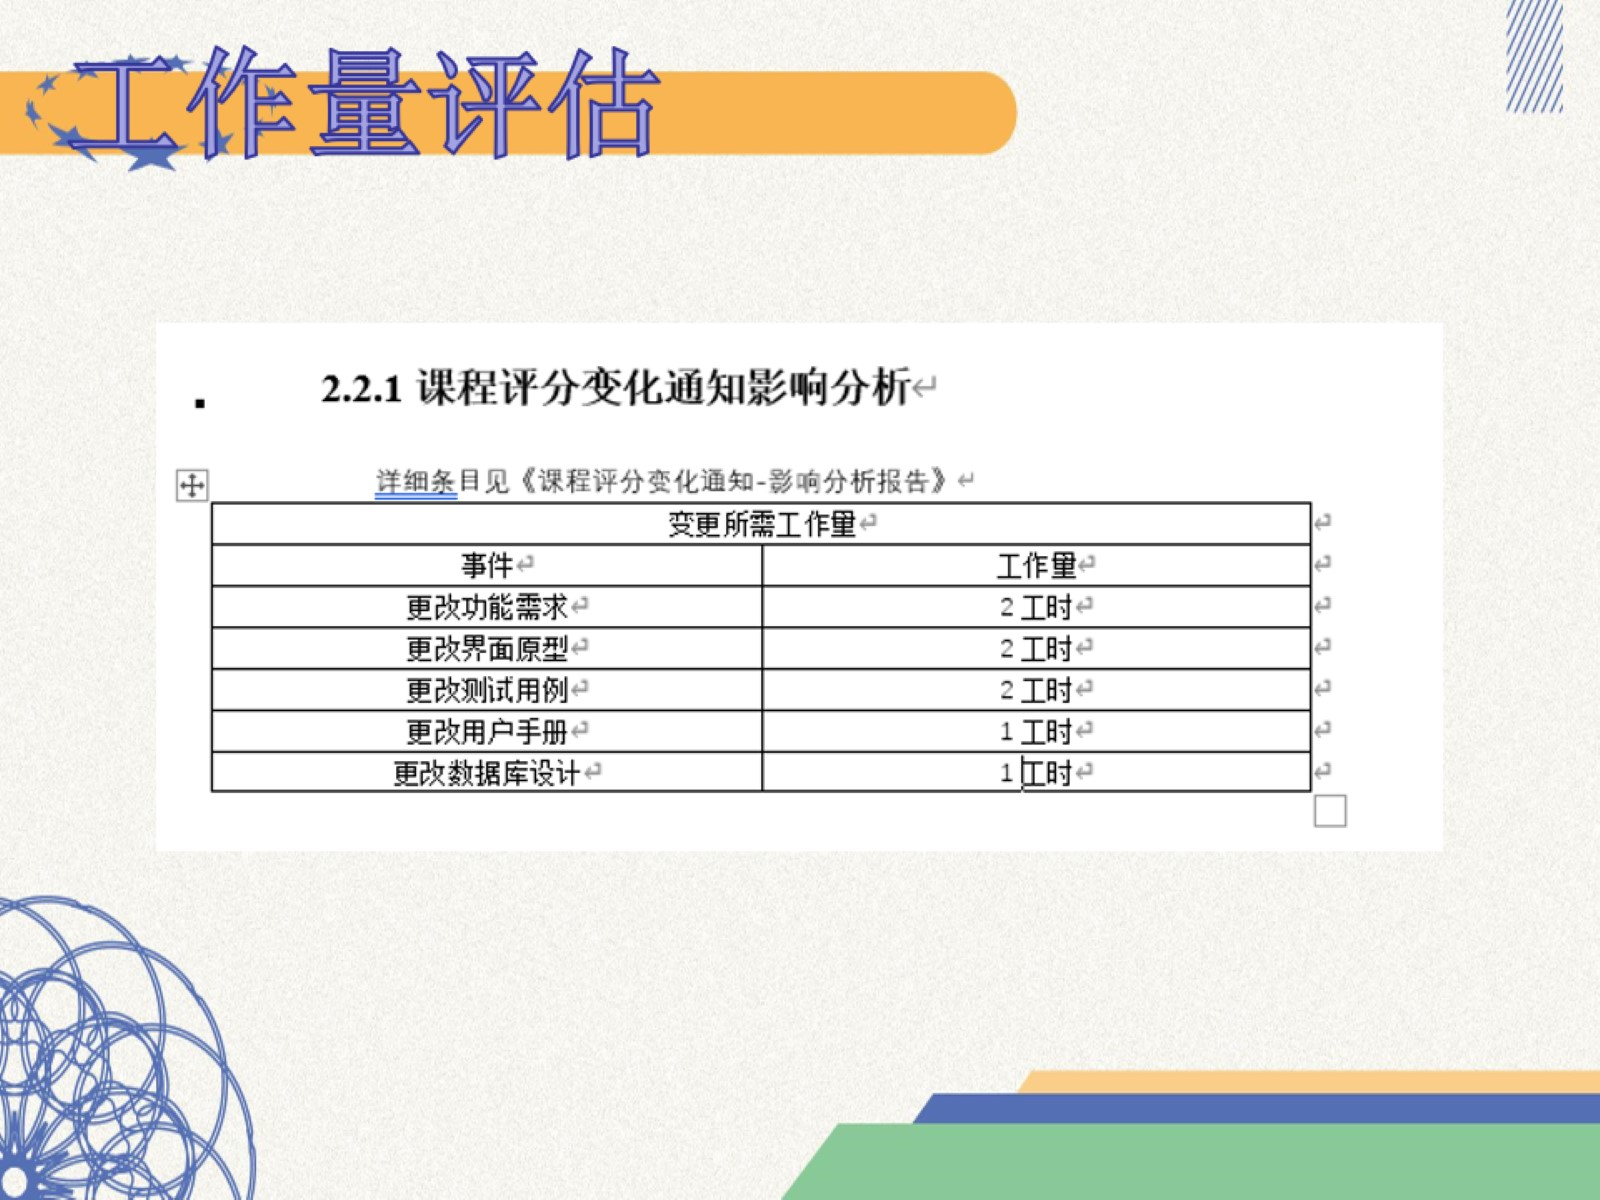 工作量评估
2.2.1 课程评分变化通知影响分析
详细条目见《课程评分变化通知-影响分析报告》
变更所需工作量
事件 工作量
更改功能需求 2 工时
更改界面原型 2 工时
更改测试用例 2 工时
更改用户手册 1 工时
更改数据库设计 1 工时